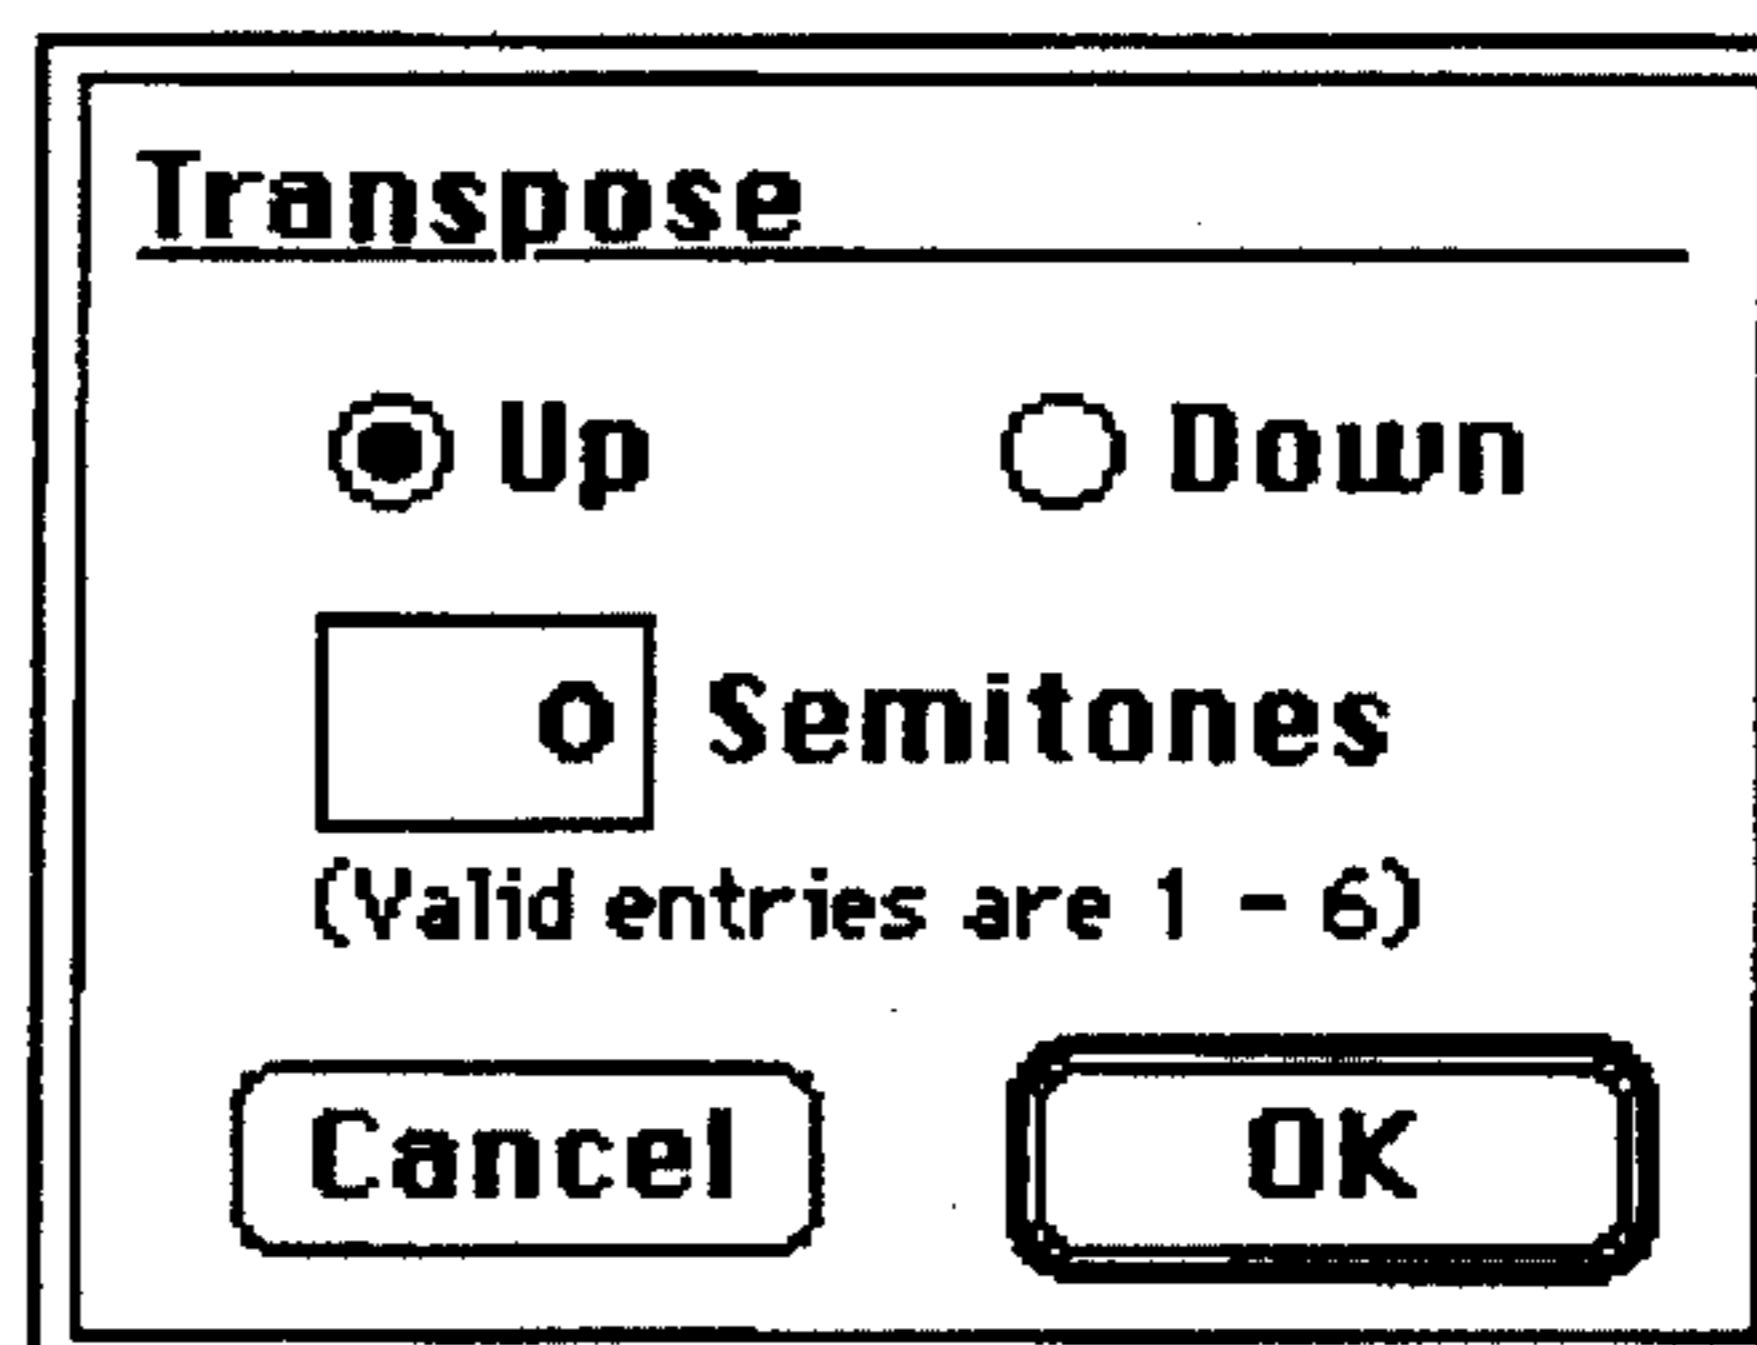 Transpose
Up Down
0 Semitones
(Valid entries are 1 - 6)
Cancel OK